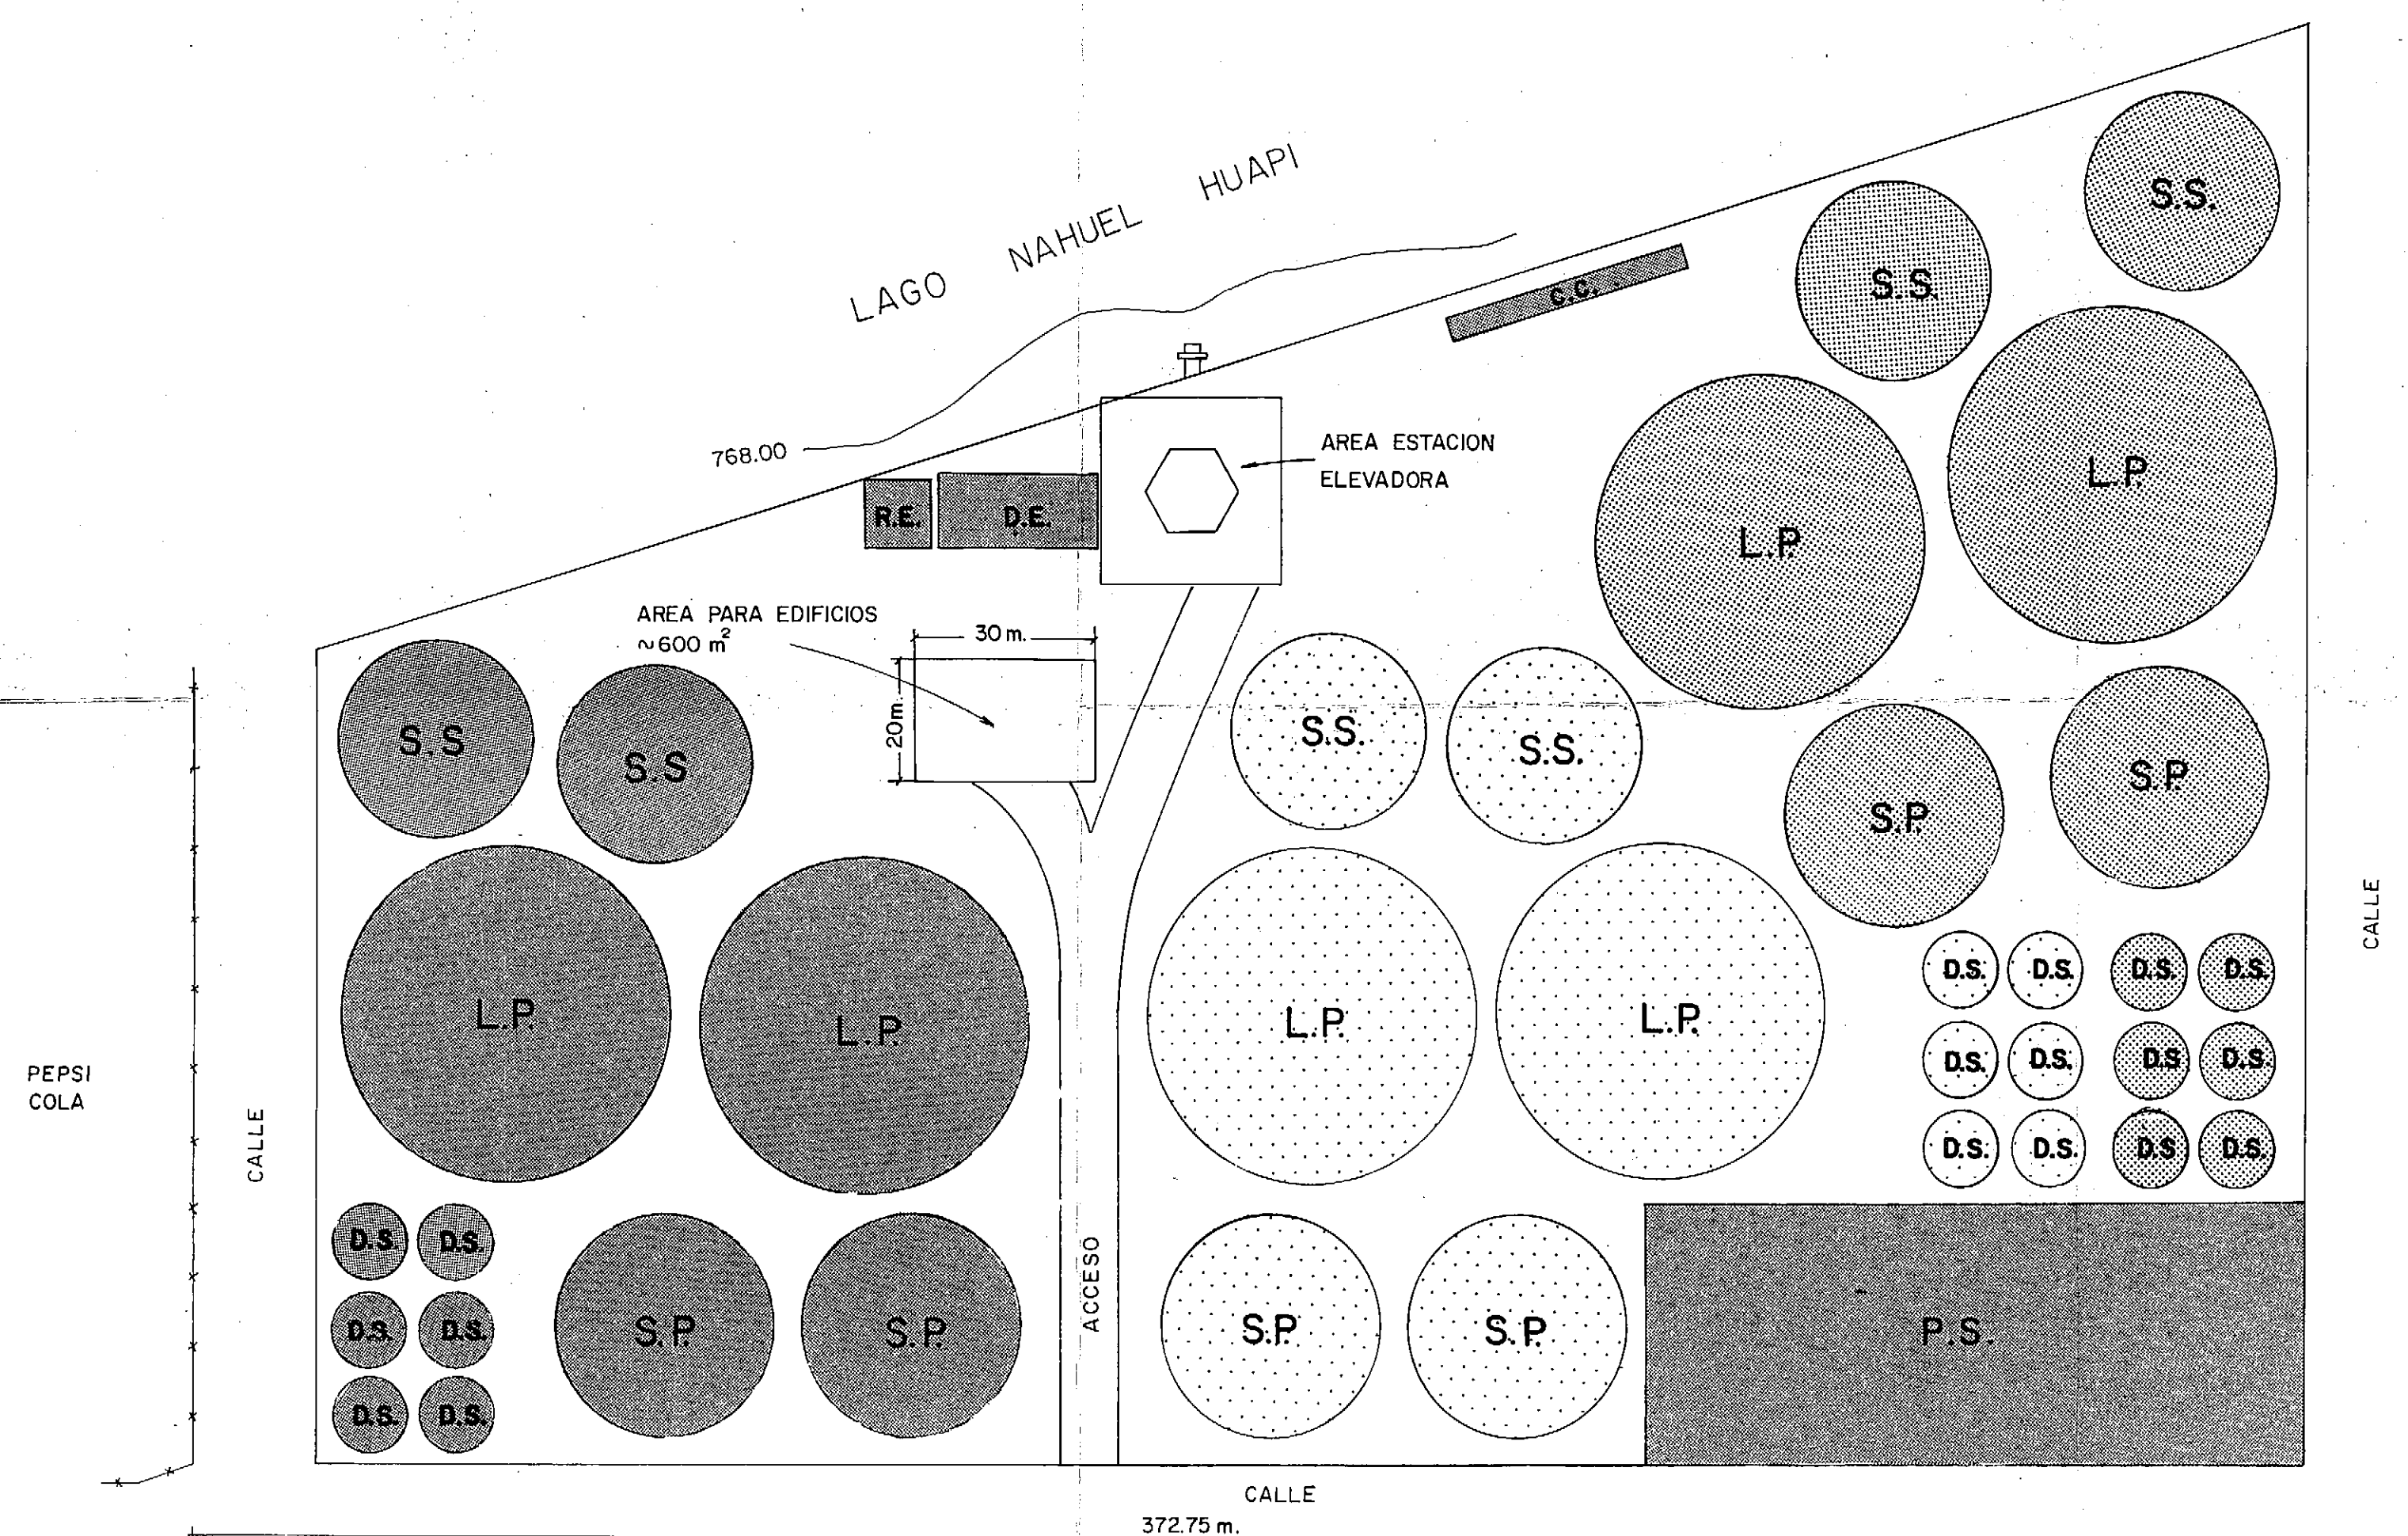 LAGO NAHUEL HUAPI
S.S.
S.S.
C.C.
768.00
AREA ESTACION
ELEVADORA
L.P.
L.P.
R.E.
D.E.
AREA PARA EDIFICIOS
~600 m²
30 m.
20m.
S.S
S.S
S.S.
S.S.
S.P.
S.P.
L.P.
L.P.
L.P.
L.P.
D.S.
D.S.
D.S.
D.S.
D.S.
D.S.
D.S
D.S.
D.S.
D.S.
D.S
D.S.
PEPSI
COLA
CALLE
CALLE
D.S.
D.S.
D.S.
D.S.
D.S.
D.S.
S.P.
S.P.
ACCESO
S.P.
S.P.
P.S.
CALLE
372.75 m.